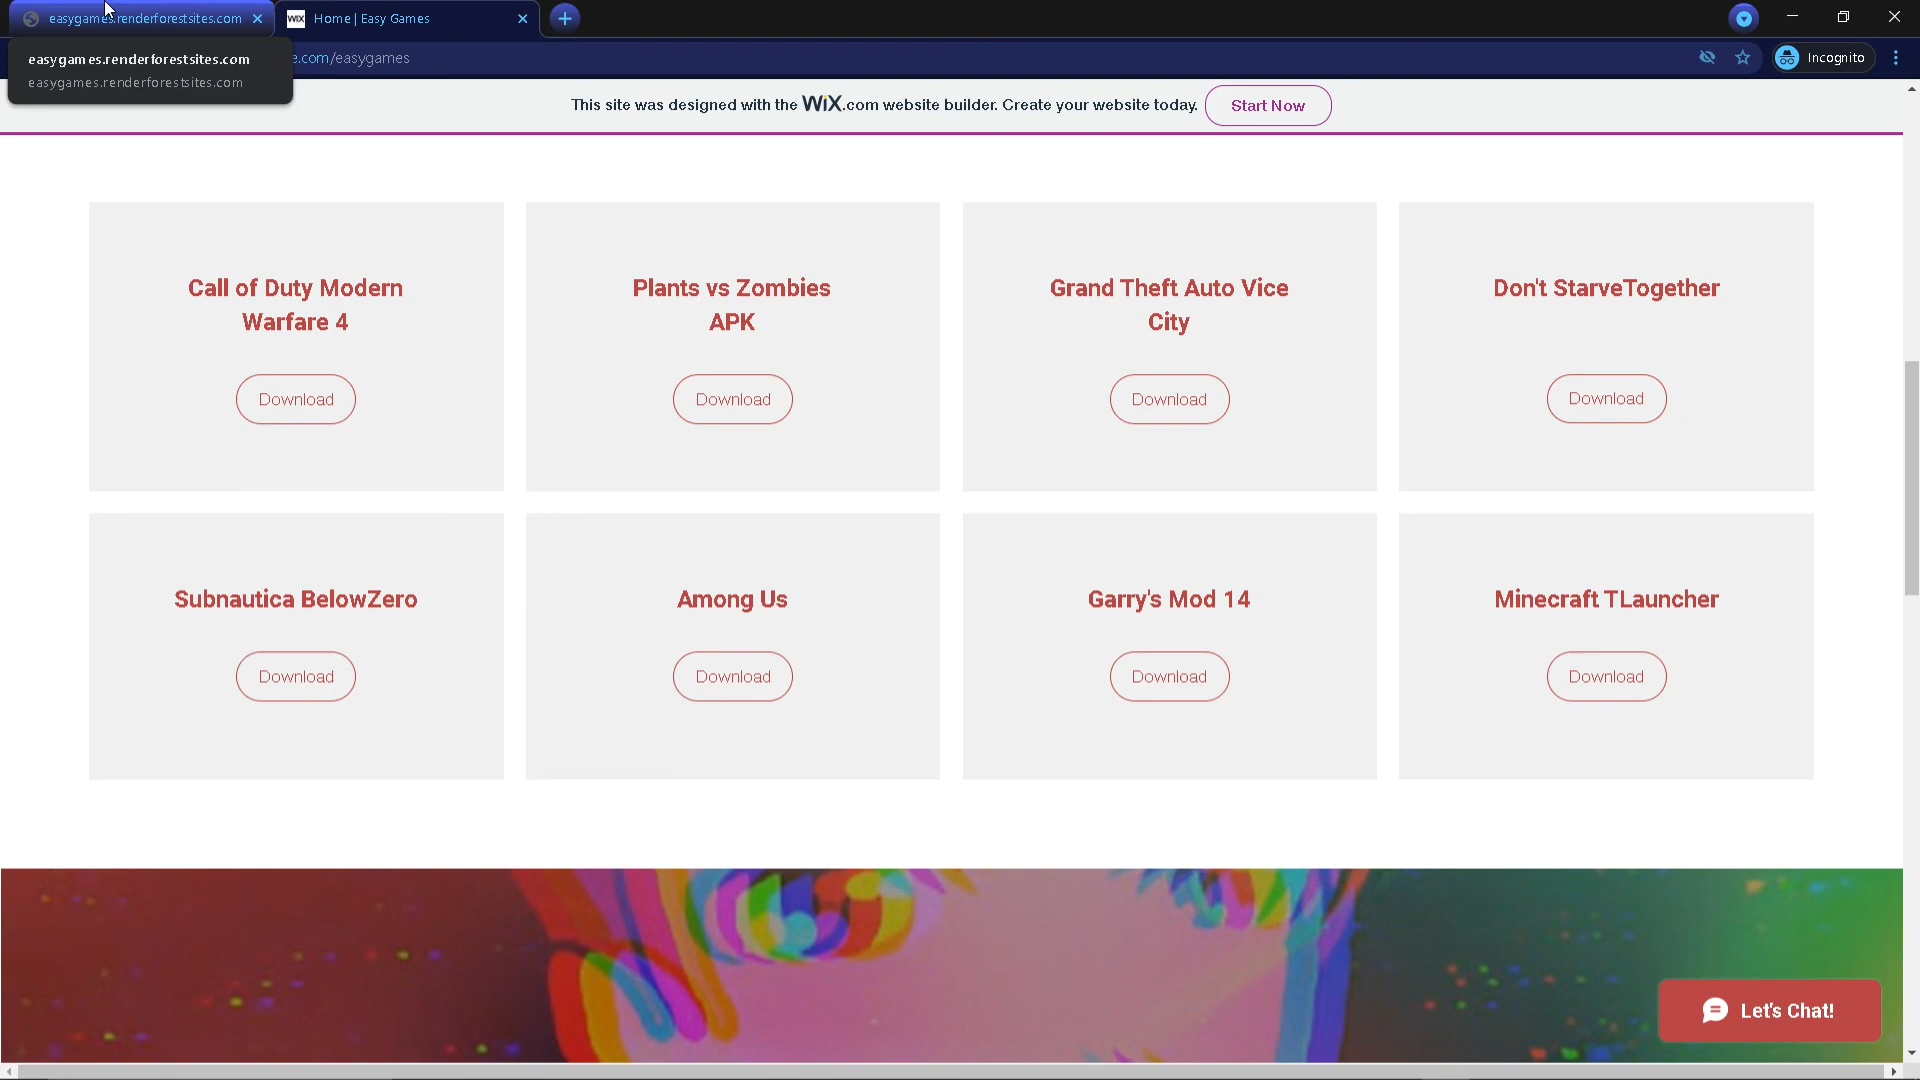 easygames.renderforestsites.com
Home | Easy Games
easygames.renderforestsites.com
easygames.renderforestsites.com
e.com/easygames
Incognito
This site was designed with the WiX.com website builder. Create your website today.
Start Now
Call of Duty Modern
Warfare 4
Download
Plants vs Zombies
APK
Download
Grand Theft Auto Vice
City
Download
Don't StarveTogether
Download
Subnautica BelowZero
Download
Among Us
Download
Garry's Mod 14
Download
Minecraft TLauncher
Download
Let's Chat!